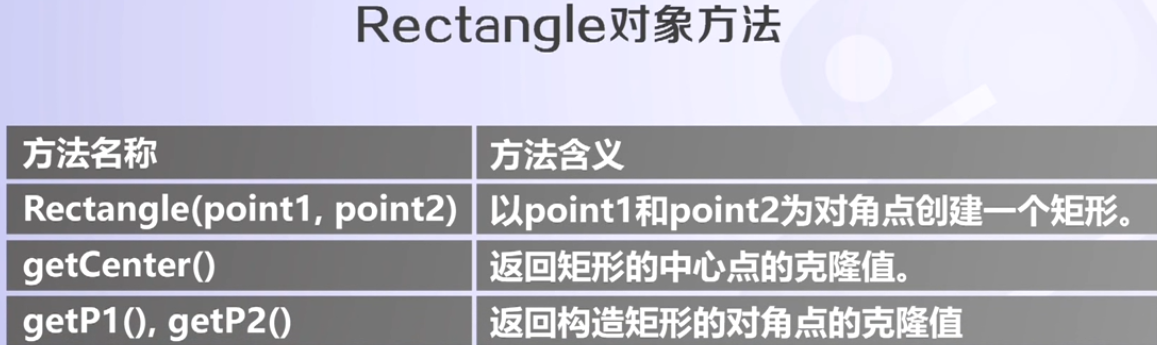 Rectangle对象方法
方法名称 方法含义
Rectangle(point1, point2) 以point1和point2为对角点创建一个矩形。
getCenter() 返回矩形的中心点的克隆值。
getP1(), getP2() 返回构造矩形的对角点的克隆值